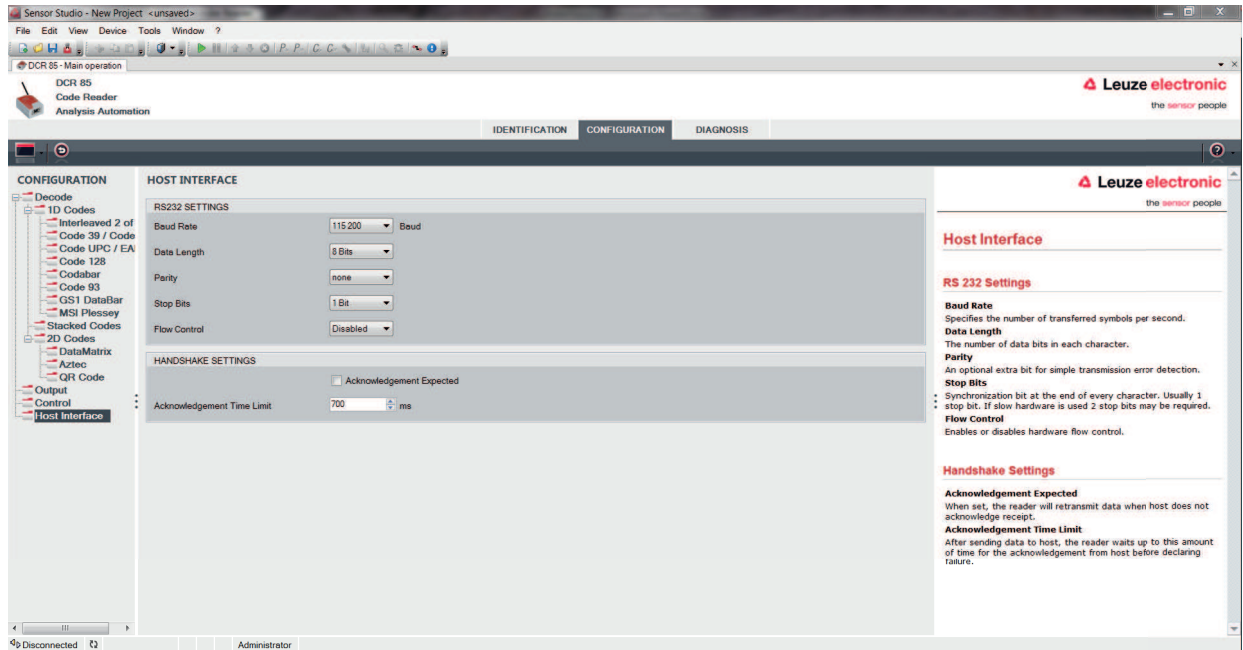 Sensor Studio - New Project <unsaved>
File Edit View Device Tools Window ?
DCR 85 - Main operation
DCR 85
Code Reader
Analysis Automation
Leuze electronic
the sensor people
IDENTIFICATION CONFIGURATION DIAGNOSIS
CONFIGURATION
Decode
1D Codes
Interleaved 2 of
Code 39 / Code
Code UPC / EA
Code 128
Codabar
Code 93
GS1 DataBar
MSI Plessey
Stacked Codes
2D Codes
DataMatrix
Aztec
QR Code
Output
Control
Host Interface
HOST INTERFACE
RS232 SETTINGS
Baud Rate 115 200 Baud
Data Length 8 Bits
Parity none
Stop Bits 1 Bit
Flow Control Disabled
HANDSHAKE SETTINGS
Acknowledgement Expected
Acknowledgement Time Limit 700 ms
Leuze electronic
the sensor people
Host Interface
RS 232 Settings
Baud Rate
Specifies the number of transferred symbols per second.
Data Length
The number of data bits in each character.
Parity
An optional extra bit for simple transmission error detection.
Stop Bits
Synchronization bit at the end of every character. Usually 1
stop bit. If slow hardware is used 2 stop bits may be required.
Flow Control
Enables or disables hardware flow control.
Handshake Settings
Acknowledgement Expected
When set, the reader will retransmit data when host does not
acknowledge receipt.
Acknowledgement Time Limit
After sending data to host, the reader waits up to this amount
of time for the acknowledgement from host before declaring
failure.
Disconnected Administrator